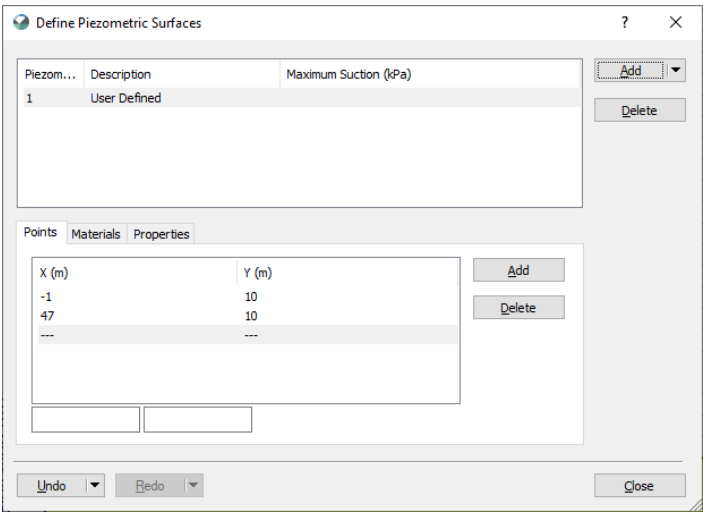 Define Piezometric Surfaces ? ×
Piezom... Description Maximum Suction (kPa)
1 User Defined
Add
Delete
Points Materials Properties
X (m) Y (m)
-1 10
47 10
--- ---
Add
Delete
Undo Redo Close